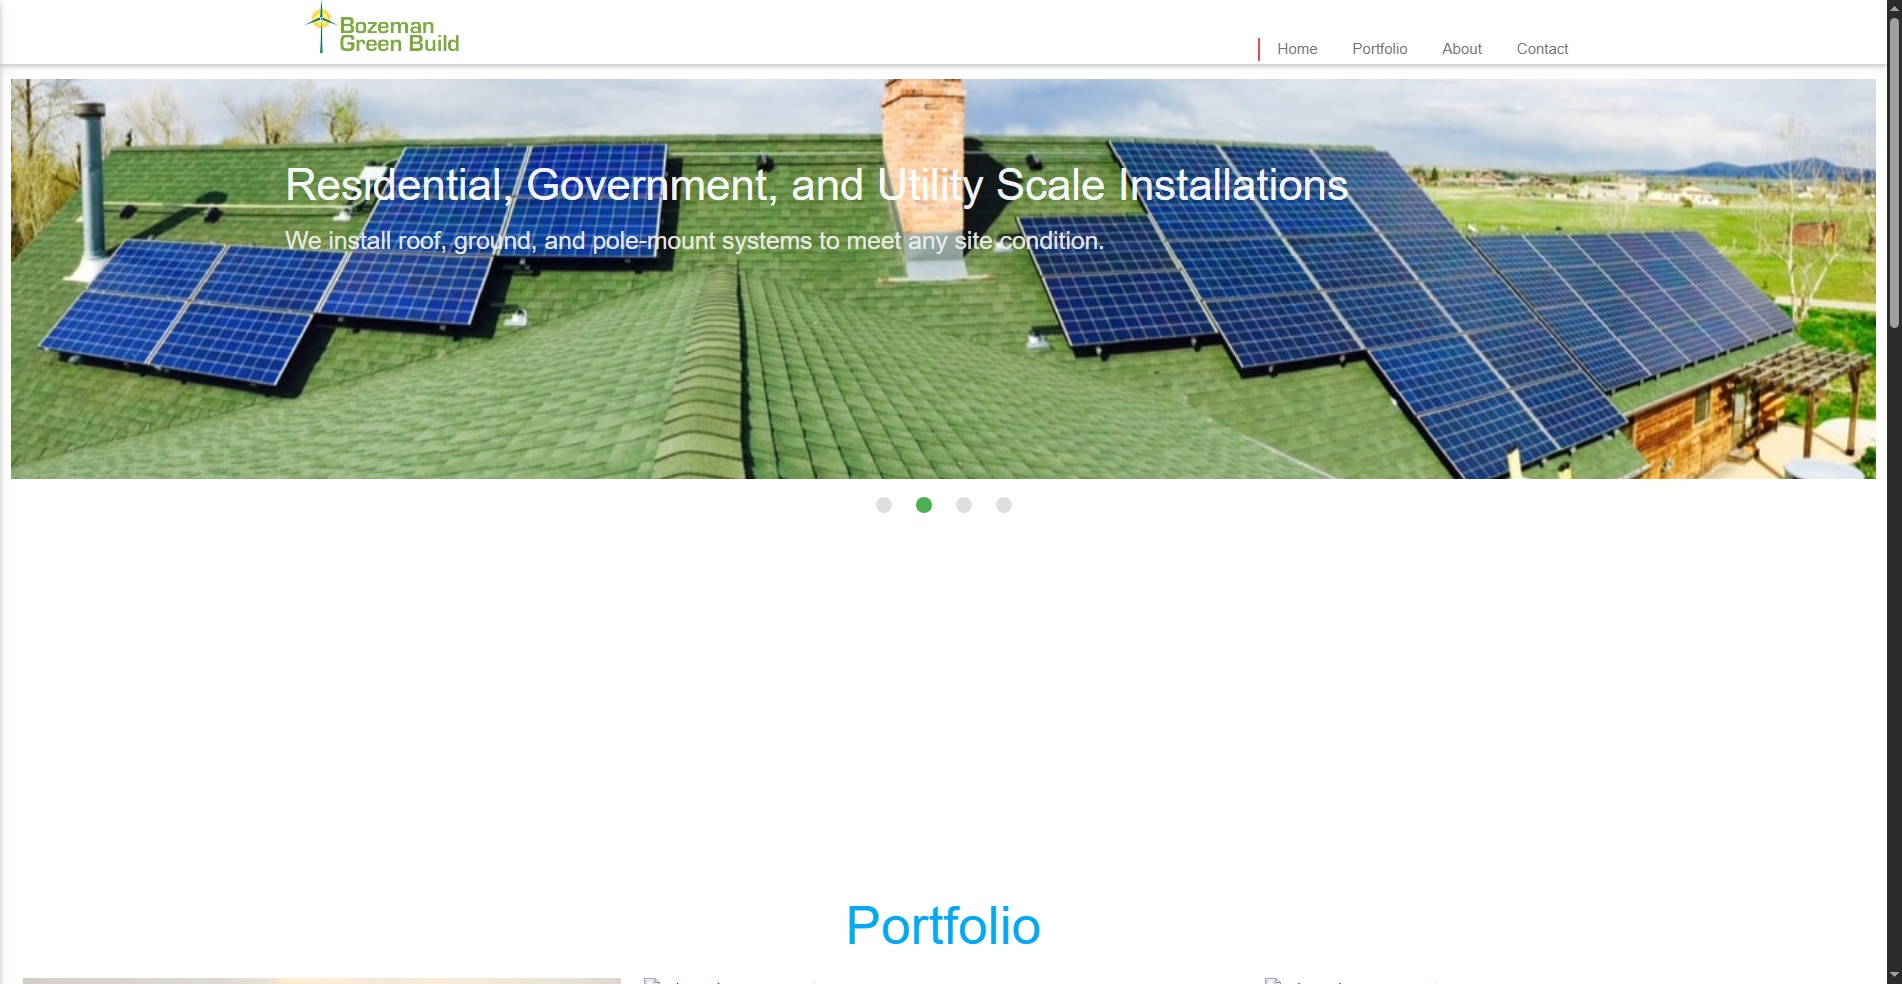 Bozeman
Green Build
Home
Portfolio
About
Contact
Residential, Government, and Utility Scale Installations
We install roof, ground, and pole-mount systems to meet any site condition.
Portfolio